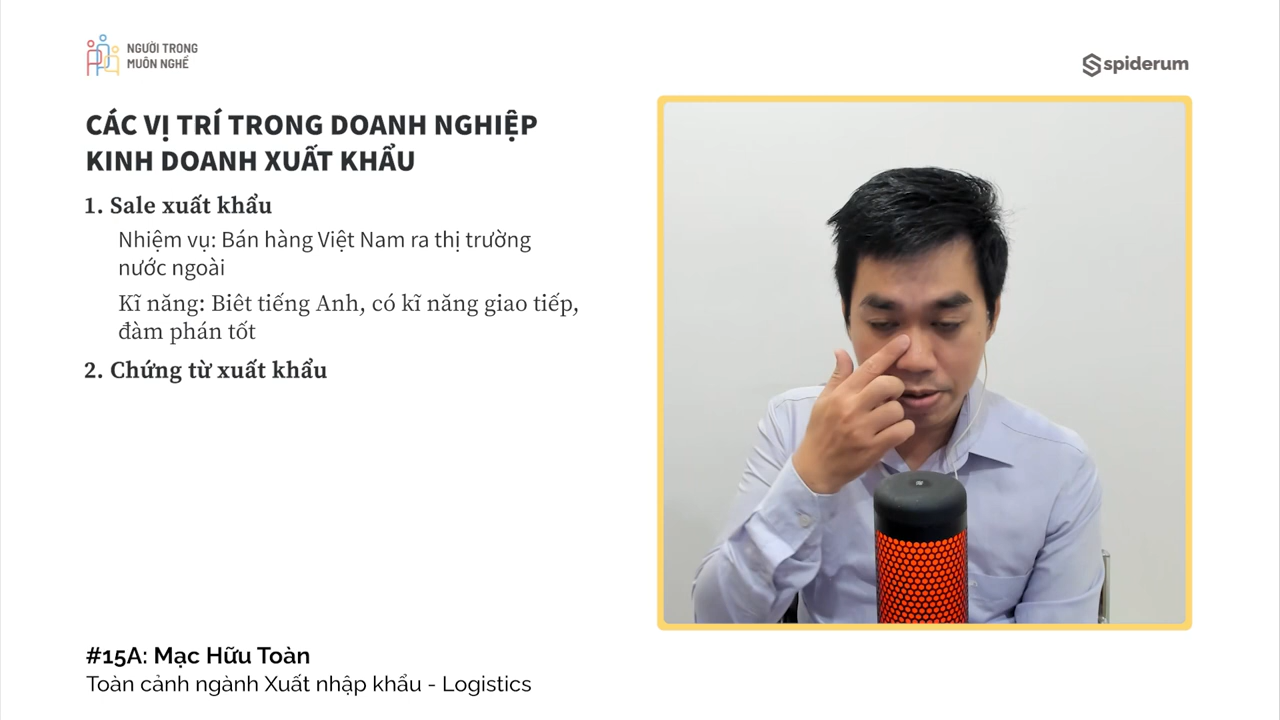 NGƯỜI TRONG
MUÔN NGHỀ
spiderum
CÁC VỊ TRÍ TRONG DOANH NGHIỆP
KINH DOANH XUẤT KHẨU
1. Sale xuất khẩu
Nhiệm vụ: Bán hàng Việt Nam ra thị trường
nước ngoài
Kĩ năng: Biêt tiếng Anh, có kĩ năng giao tiếp,
đàm phán tốt
2. Chứng từ xuất khẩu
#15A: Mạc Hữu Toàn
Toàn cảnh ngành Xuất nhập khẩu - Logistics